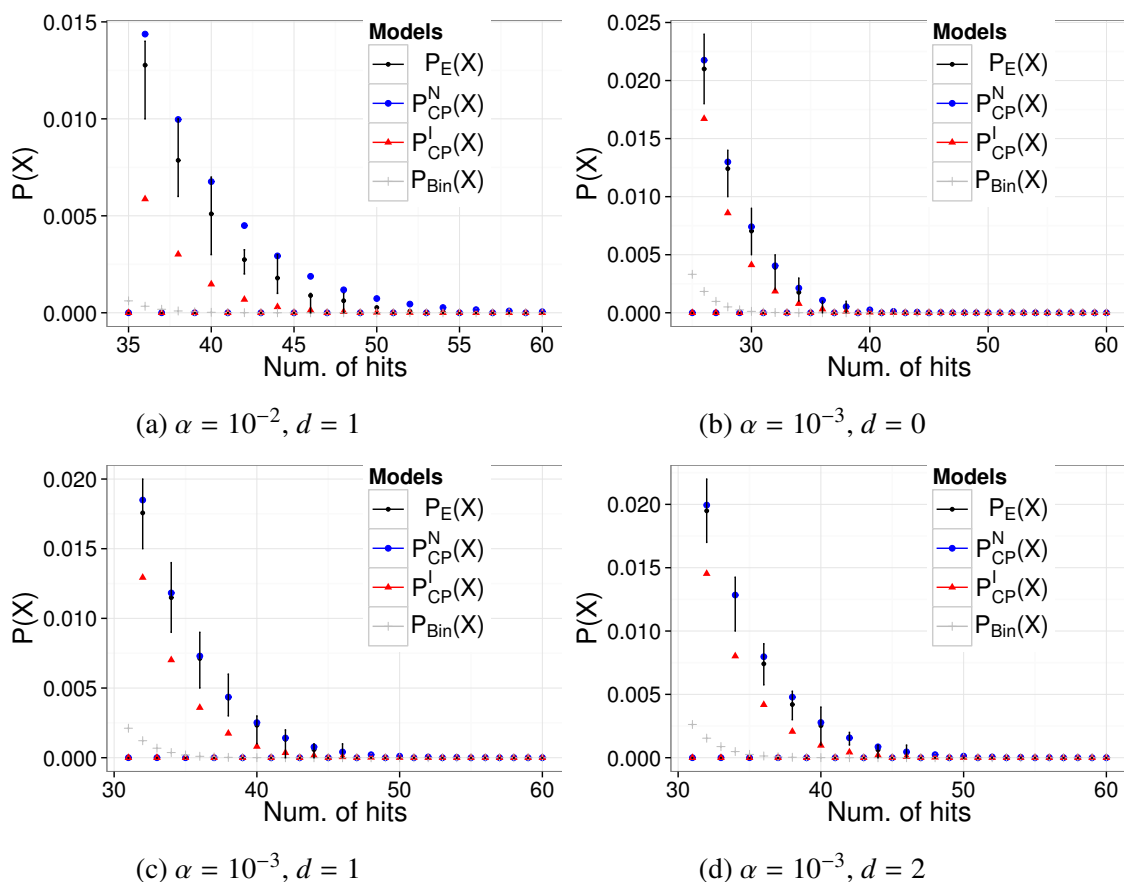 0.015
0.010
0.005
0.000
P(X)
35 40 45 50 56 60
Num. of hits
Models
P_E(X)
P^N_CP(X)
P^I_CP(X)
P_Bin(X)
(a) α = 10⁻², d = 1
0.025
0.020
0.015
0.010
0.005
0.000
P(X)
30 40 50 60
Num. of hits
Models
P_E(X)
P^N_CP(X)
P^I_CP(X)
P_Bin(X)
(b) α = 10⁻³, d = 0
0.020
0.015
0.010
0.005
0.000
P(X)
30 40 50 60
Num. of hits
Models
P_E(X)
P^N_CP(X)
P^I_CP(X)
P_Bin(X)
(c) α = 10⁻³, d = 1
0.020
0.015
0.010
0.005
0.000
P(X)
30 40 50 60
Num. of hits
Models
P_E(X)
P^N_CP(X)
P^I_CP(X)
P_Bin(X)
(d) α = 10⁻³, d = 2